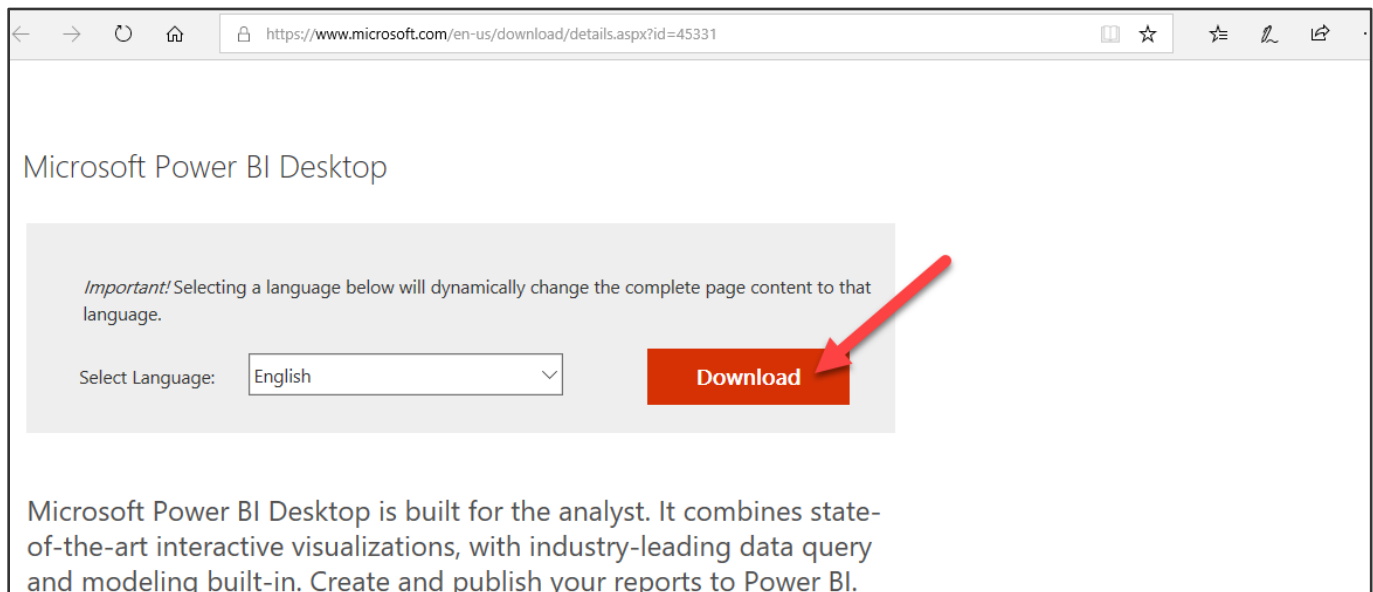 https://www.microsoft.com/en-us/download/details.aspx?id=45331
Microsoft Power BI Desktop
Important! Selecting a language below will dynamically change the complete page content to that
language.
Select Language: English Download
Microsoft Power BI Desktop is built for the analyst. It combines state-
of-the-art interactive visualizations, with industry-leading data query
and modeling built-in. Create and publish your reports to Power BI.